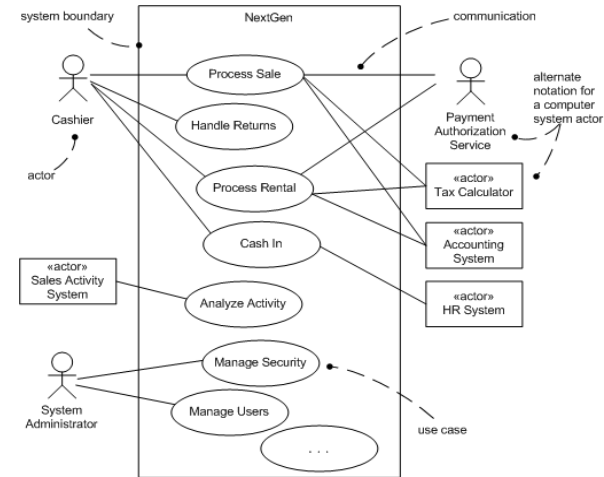 system boundary
NextGen
communication
Process Sale
alternate
notation for
a computer
system actor
Cashier
Handle Returns
Payment
Authorization
Service
actor
Process Rental
«actor»
Tax Calculator
Cash In
«actor»
Accounting
System
«actor»
Sales Activity
System
Analyze Activity
«actor»
HR System
Manage Security
System
Administrator
Manage Users
use case
. . .